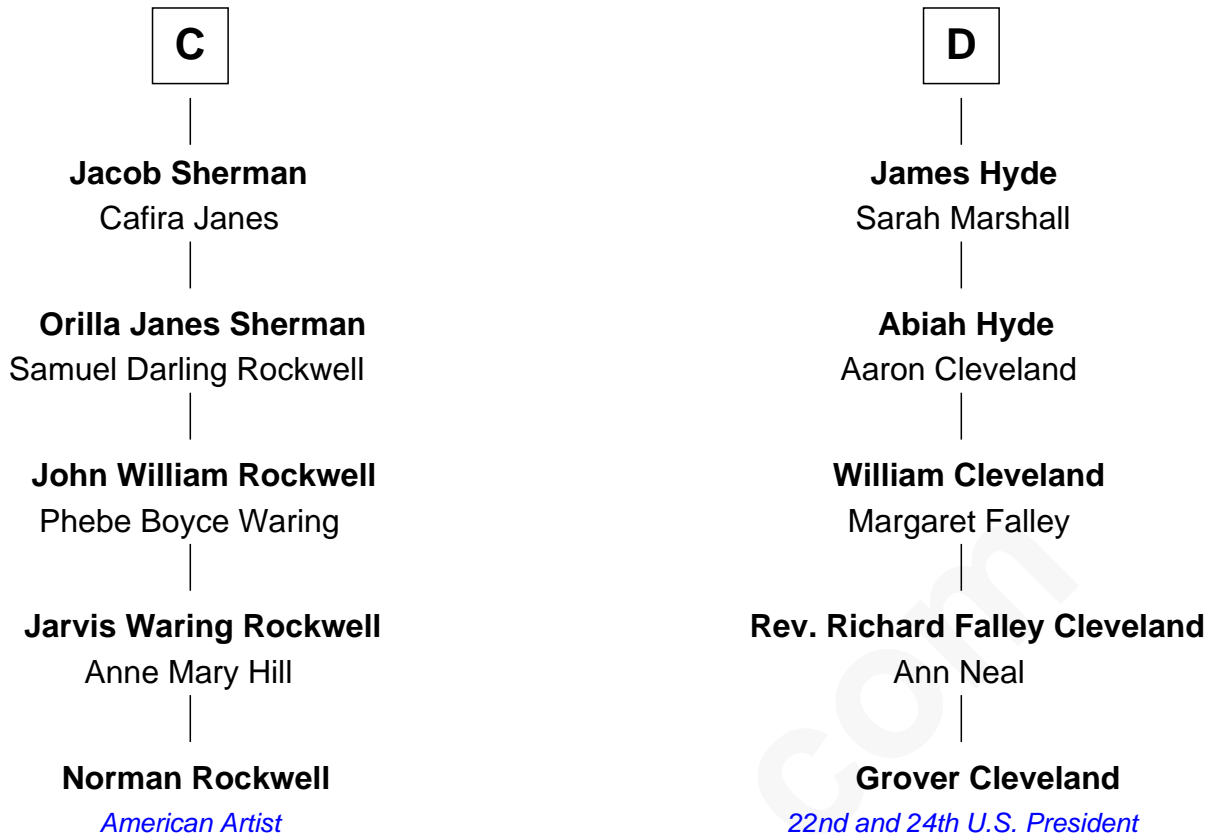 C
Jacob Sherman
Cafira Janes
Orilla Janes Sherman
Samuel Darling Rockwell
John William Rockwell
Phebe Boyce Waring
Jarvis Waring Rockwell
Anne Mary Hill
Norman Rockwell
American Artist
D
James Hyde
Sarah Marshall
Abiah Hyde
Aaron Cleveland
William Cleveland
Margaret Falley
Rev. Richard Falley Cleveland
Ann Neal
Grover Cleveland
22nd and 24th U.S. President
com